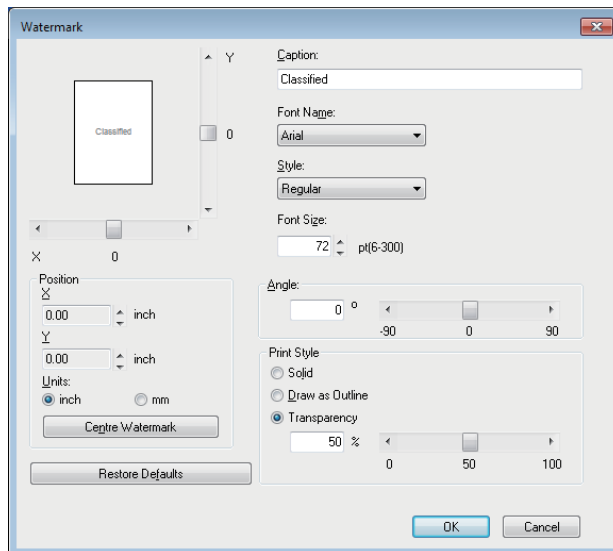 Watermark
Y
Classified
0
X 0
Position
X
0.00 inch
Y
0.00 inch
Units:
inch mm
Centre Watermark
Restore Defaults
Caption:
Classified
Font Name:
Arial
Style:
Regular
Font Size:
72 pt(6-300)
Angle:
0 °
-90 0 90
Print Style
Solid
Draw as Outline
Transparency
50 %
0 50 100
OK Cancel